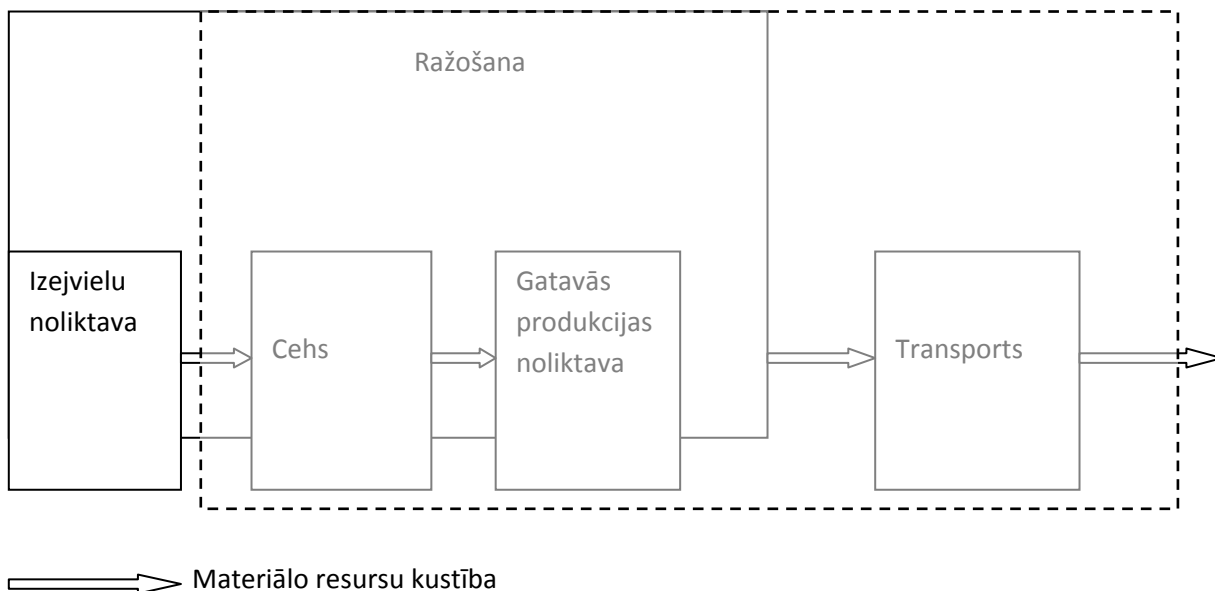 Ražošana
Izejvielu
noliktava
Cehs
Gatavās
produkcijas
noliktava
Transports
Materiālo resursu kustība